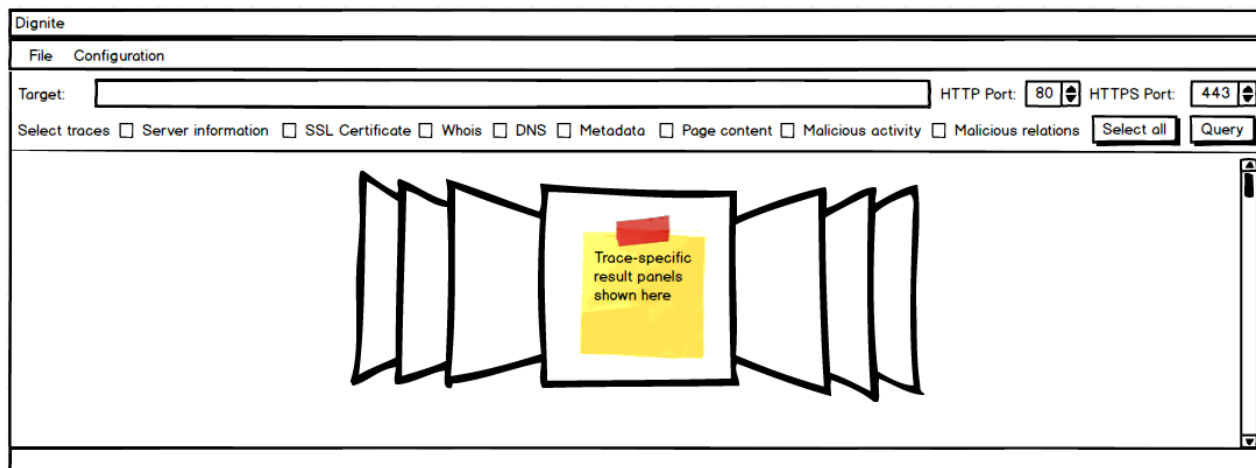 Dignite
File Configuration
Target: HTTP Port: 80 HTTPS Port: 443
Select traces Server information SSL Certificate Whois DNS Metadata Page content Malicious activity Malicious relations Select all Query
Trace-specific
result panels
shown here